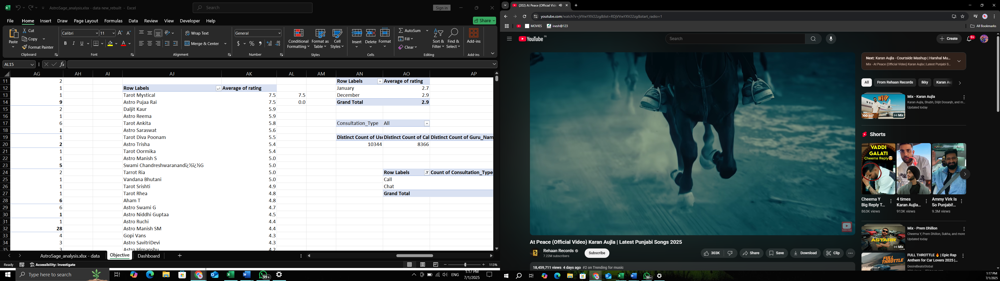 AstroSage_analysis.xlsx - data new_rebuilt - Excel
Search
Sign in
File Home Insert Draw Page Layout Formulas Data Review View Developer Help
Share
Paste
Cut
Copy
Format Painter
Clipboard
Calibri 11
B I U
Font
Wrap Text
Merge & Center
Alignment
General
$ % 9
Number
Conditional Formatting
Format as Table
Cell Styles
Styles
Insert Delete Format
Cells
AutoSum
Fill
Clear
Sort & Filter
Find & Select
Editing
Add-ins
Add-ins
AL15
fx
AG AH AI AJ AK AL AM AN AO AP
11 2 Row Labels Average of rating
12 1 Row Labels Average of rating January 2.7
13 1 Tarot Mystical 7.5 7.5 December 2.9
14 9 Astro Pujaa Rai 7.5 0.0 Grand Total 2.9
15 2 Daljit Kaur 5.9
16 1 Astro Reema 5.9
17 6 Tarot Ankita 5.8 Consultation_Type All
18 1 Astro Saraswat 5.6
19 1 Tarot Diva Poonam 5.5 Distinct Count of Use Distinct Count of Cal Distinct Count of Guru_Nam
20 2 Astro Trisha 5.4 10344 8366
21 1 Tarot Oormika 5.4
22 1 Astro Manish S 5.0
23 5 Swami Chandreshwaranandï¿½ï¿½G 5.0
24 2 Tarrot Ria 5.0 Row Labels Count of Consultation_Type
25 1 Vandana Bhutani 5.0 Call
26 1 Tarot Srishti 4.9 Chat
27 1 Tarot Rhea 4.8 Grand Total
28 6 Aham T 4.8
29 6 Astro Swami G 4.7
30 1 Astro Niddhi Guptaa 4.5
31 1 Astro Ruchi 4.4
32 28 Astro Manish SM 4.4
33 4 Gopi Vans 4.3
34 3 Astro SavitriDevi 4.3
35 3 Astro Himanshu 4.2
AstroSage_analysis.xlsx - data Objective Dashboard
Ready Accessibility: Investigate 113%
Type here to search
99+
ENG
1:17 PM
7/1/2025
(202) At Peace (Official Vide
youtube.com/watch?v=jVVwYXV22zg&list=RDjVVwYXV22zg&start_radio=1
MOVIES
inesh@123
All Bookmarks
YouTube IN
Search
Create
9+
SUBSCRIBE
At Peace (Official Video) Karan Aujla | Latest Punjabi Songs 2025
Rehaan Records
7.22M subscribers
Subscribe
303K
Share
Save
Download
Clip
18,459,711 views 4 days ago #2 on Trending for music
Next: Karan Aujla - Courtside Mashup | Harshal Mu...
Mix - At Peace (Official Video) Karan Aujla | Latest Punjabi S...
All From Rehaan Records Ikky Karan Auj
Mix - Karan Aujla
Karan Aujla, Shubh, Diljit Dosanjh, and m...
Updated today
WAVY
Mix
Shorts
VADDI
GALATI
Cheema Reply
Cheema Y Big Reply T...
863K views
4 times Karan Aujla...
913K views
Ammy Virk Is So Punjabi!...
9.3M views
Mix - Prem Dhillon
Cheema Y, Prem Dhillon, Sukha, and more
Updated today
ASTARR
Mix
FULL THROTTLE
FULL THROTTLE 🔥 | Epic Rap Anthem for Car Lovers 2025 |...
DesireBeatsGlobal
99+
1:17 PM
7/1/2025